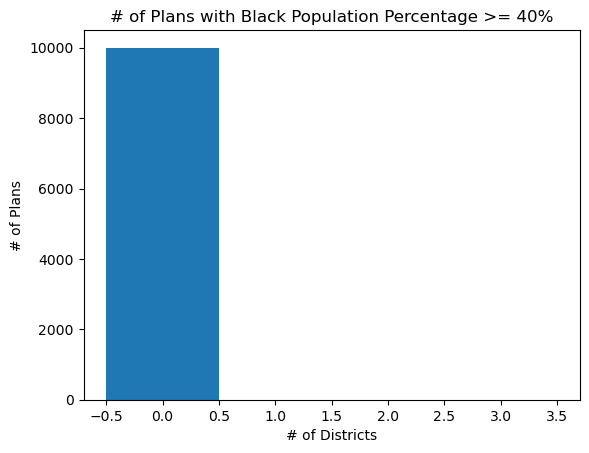 # of Plans with Black Population Percentage >= 40%
# of Plans
10000
8000
6000
4000
2000
0
−0.5 0.0 0.5 1.0 1.5 2.0 2.5 3.0 3.5
# of Districts